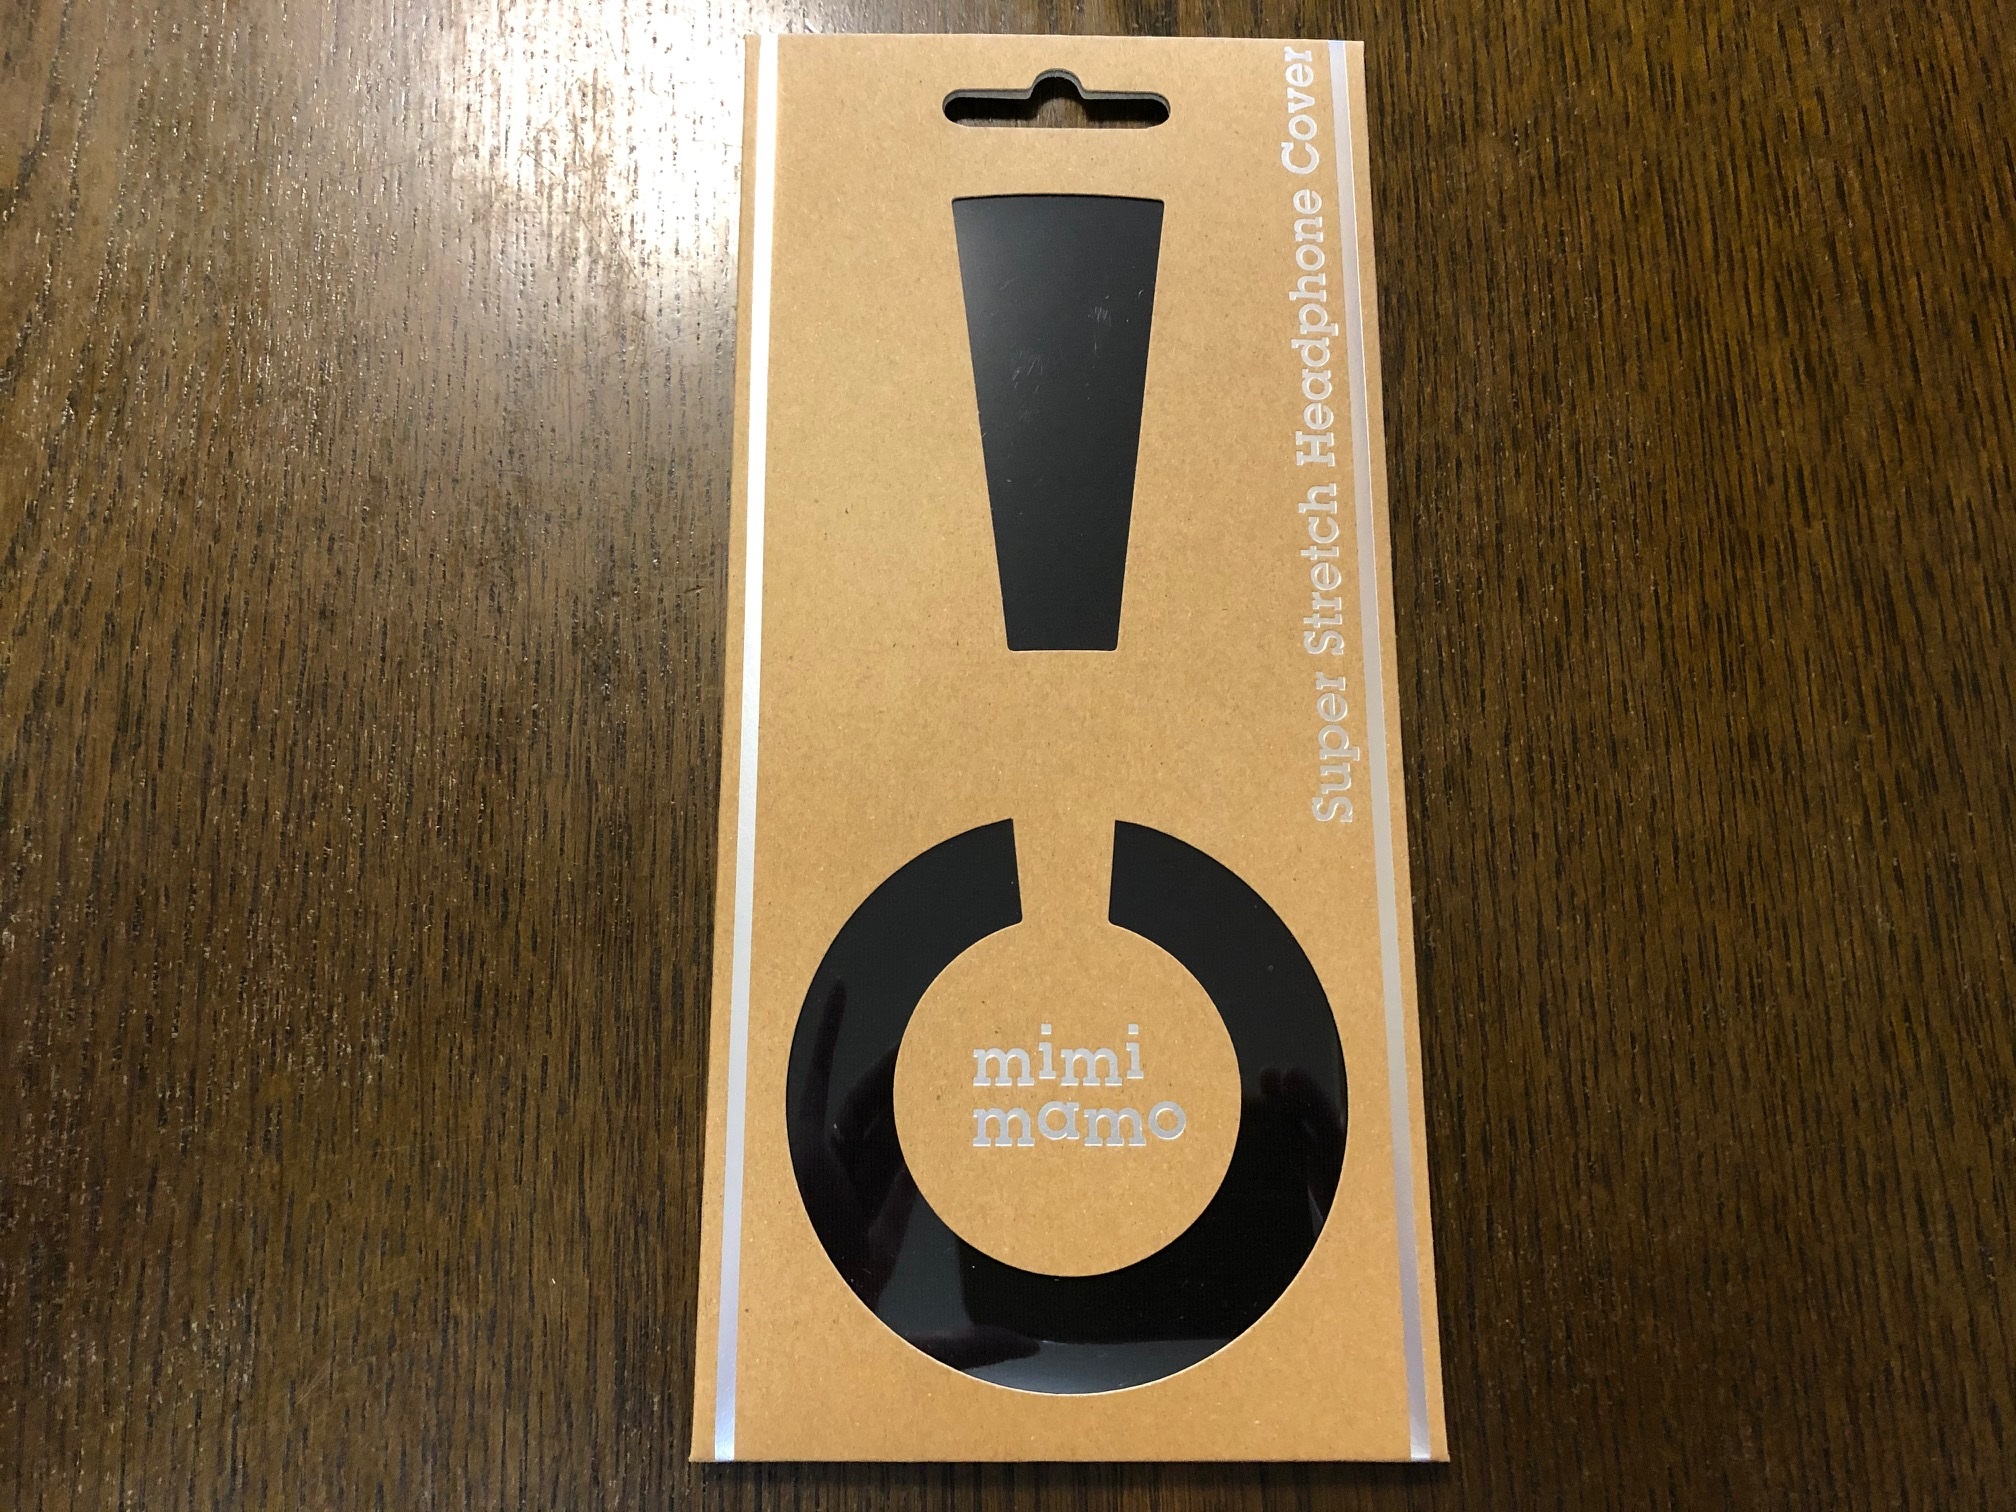 Super Stretch Headphone Cover
mimi
mamo